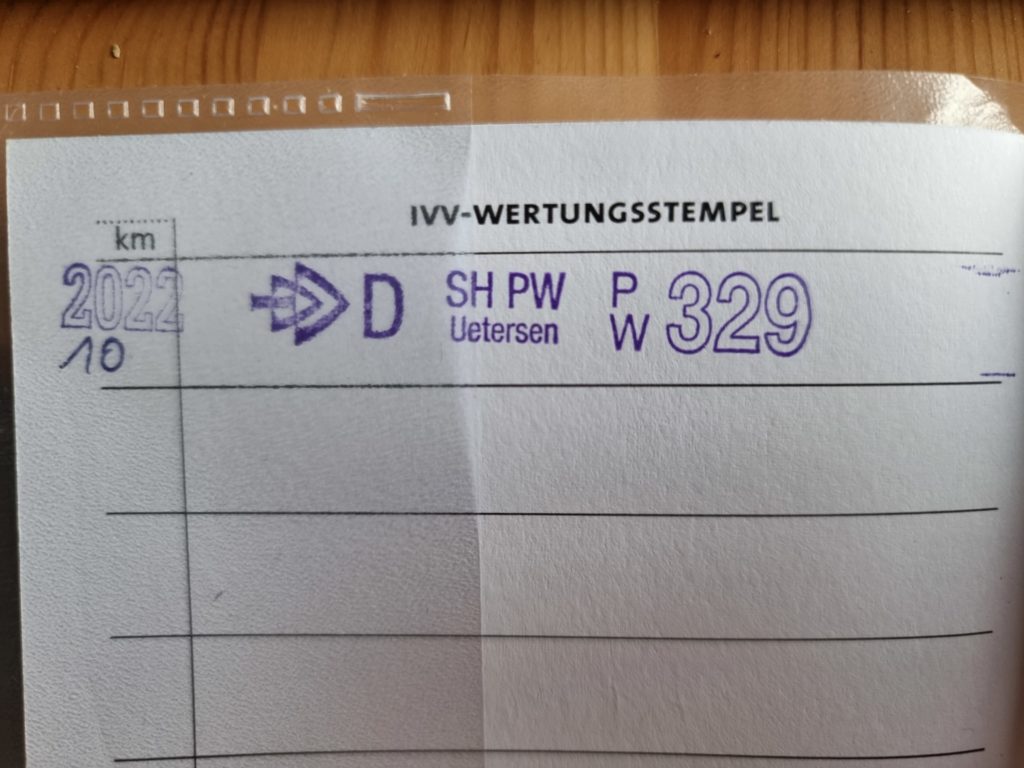 IVV-WERTUNGSSTEMPEL
km
2022
10
D
SH PW
Uetersen
P
W
329